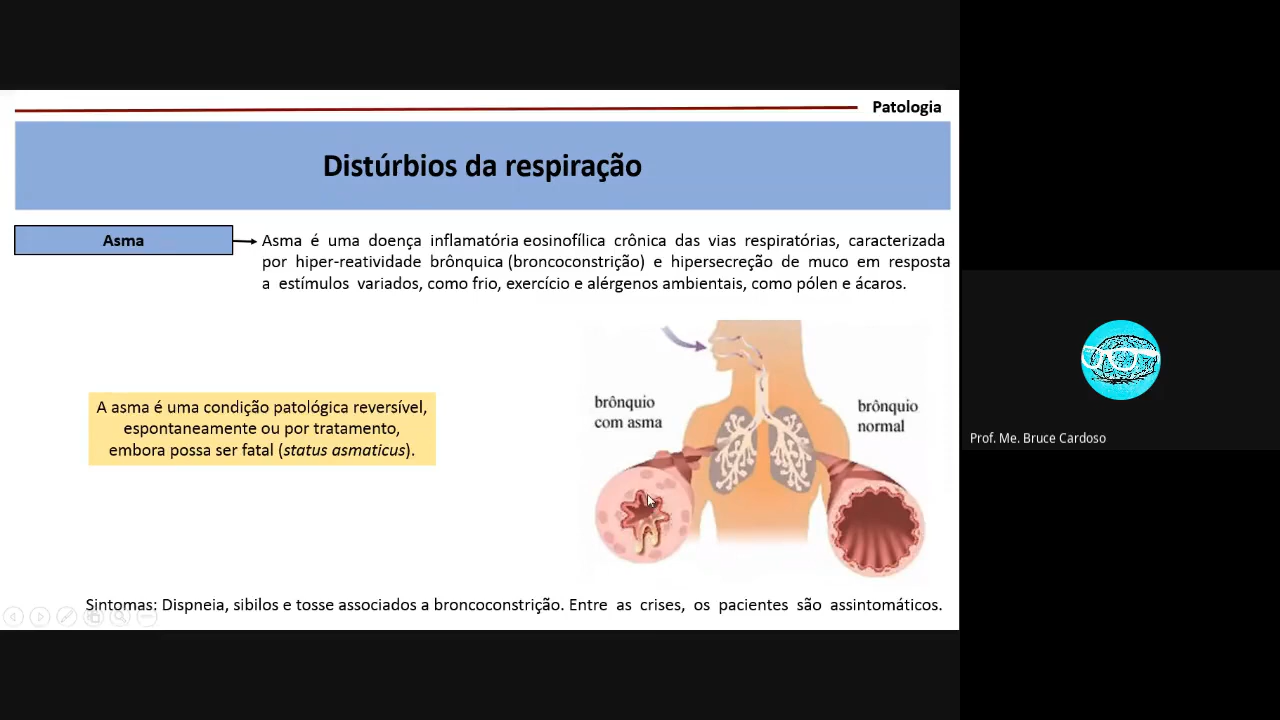 Patologia
Distúrbios da respiração
Asma
Asma é uma doença inflamatória eosinofílica crônica das vias respiratórias, caracterizada
por hiper-reatividade brônquica (broncoconstrição) e hipersecreção de muco em resposta
a estímulos variados, como frio, exercício e alérgenos ambientais, como pólen e ácaros.
A asma é uma condição patológica reversível,
espontaneamente ou por tratamento,
embora possa ser fatal (status asmaticus).
brônquio
com asma
brônquio
normal
Sintomas: Dispneia, sibilos e tosse associados a broncoconstrição. Entre as crises, os pacientes são assintomáticos.
Prof. Me. Bruce Cardoso